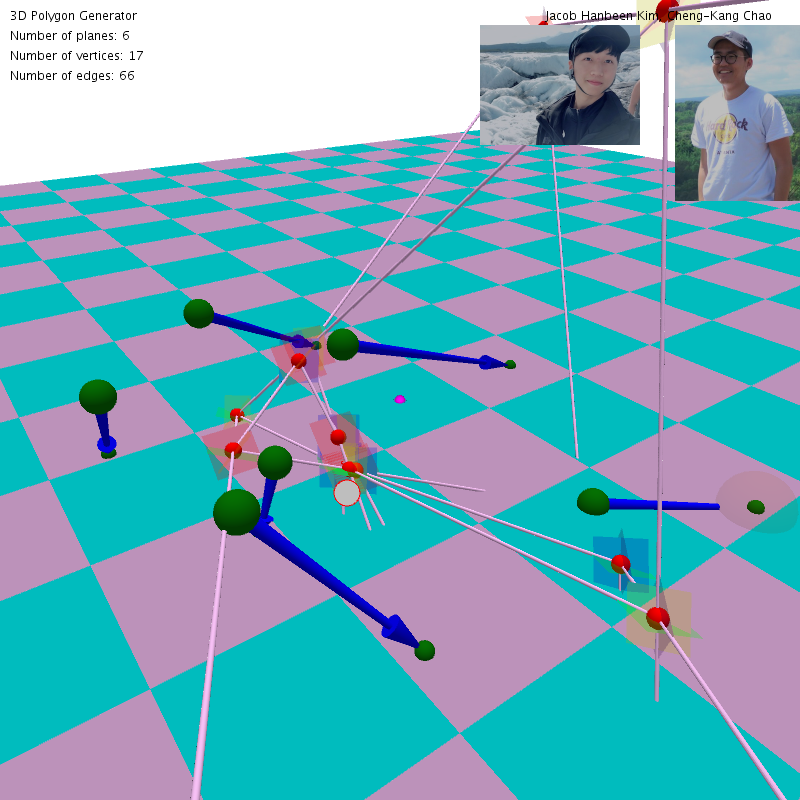 3D Polygon Generator
Jacob Hanbeen Kim, Cheng-Kang Chao
Number of planes: 6
Number of vertices: 17
Number of edges: 66